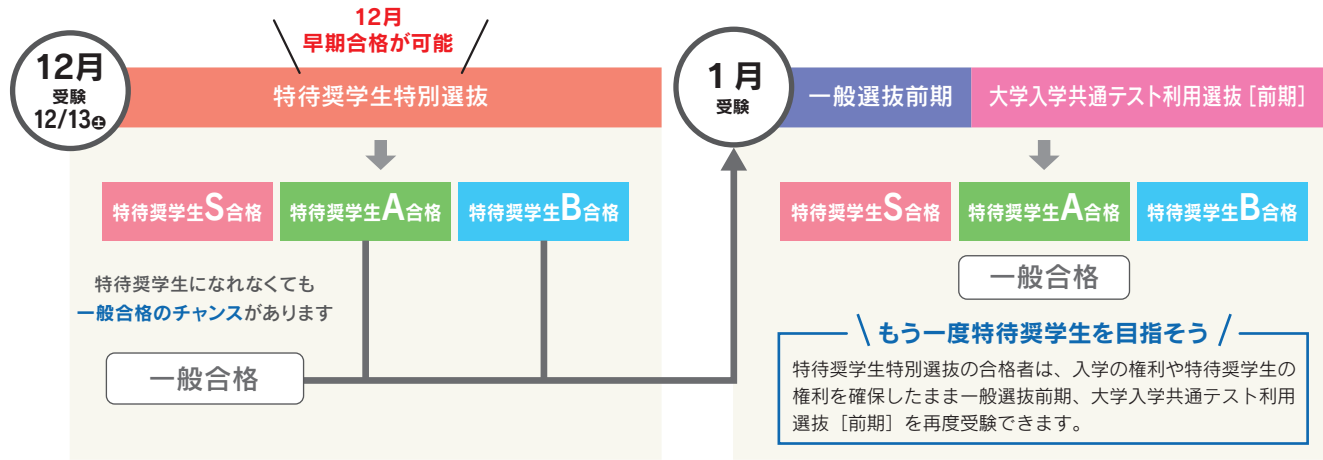 12月
早期合格が可能
12月
受験
12/13㊏
特待奨学生特別選抜
特待奨学生S合格
特待奨学生A合格
特待奨学生B合格
特待奨学生になれなくても
一般合格のチャンスがあります
一般合格
1月
受験
一般選抜前期
大学入学共通テスト利用選抜［前期］
特待奨学生S合格
特待奨学生A合格
特待奨学生B合格
一般合格
もう一度特待奨学生を目指そう
特待奨学生特別選抜の合格者は、入学の権利や特待奨学生の
権利を確保したまま一般選抜前期、大学入学共通テスト利用
選抜［前期］を再度受験できます。